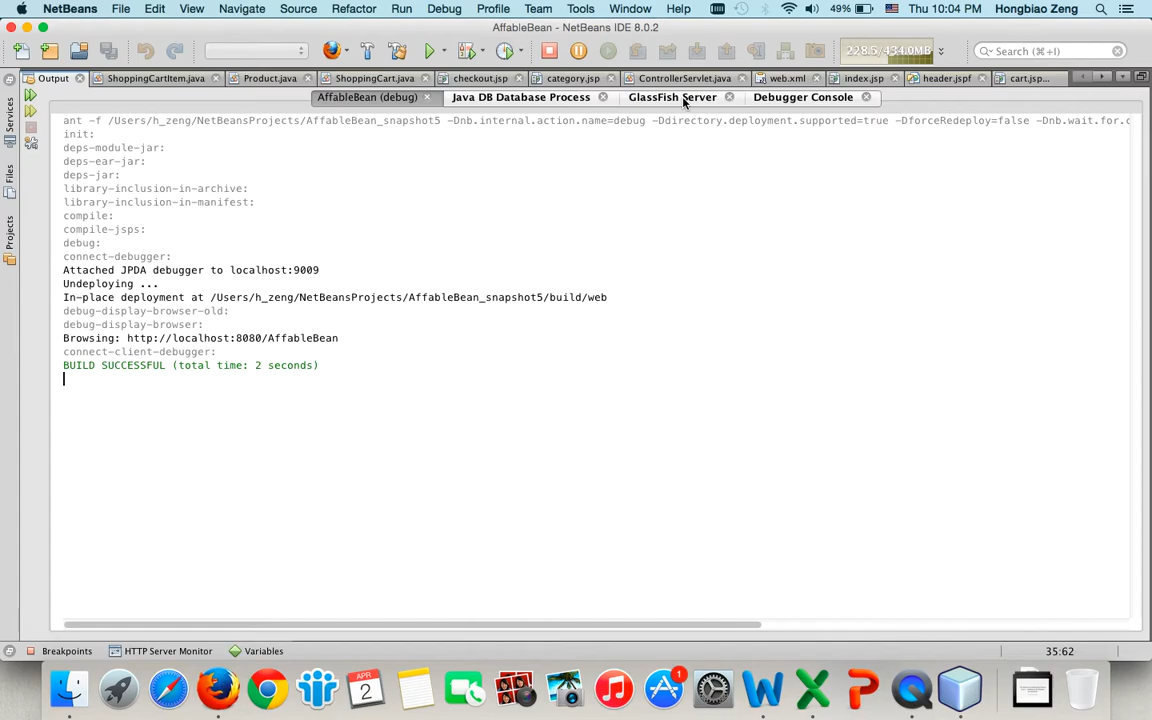 NetBeans File Edit View Navigate Source Refactor Run Debug Profile Team Tools Window Help 49% Thu 10:04 PM Hongbiao Zeng
AffableBean - NetBeans IDE 8.0.2
228.5/434.0MB Search (⌘+I)
Output ShoppingCartItem.java Product.java ShoppingCart.java checkout.jsp category.jsp ControllerServlet.java web.xml index.jsp header.jspf cart.jsp...
AffableBean (debug) Java DB Database Process GlassFish Server Debugger Console
Services
Files
Projects
ant -f /Users/h_zeng/NetBeansProjects/AffableBean_snapshot5 -Dnb.internal.action.name=debug -Ddirectory.deployment.supported=true -DforceRedeploy=false -Dnb.wait.for.c
init:
deps-module-jar:
deps-ear-jar:
deps-jar:
library-inclusion-in-archive:
library-inclusion-in-manifest:
compile:
compile-jsps:
debug:
connect-debugger:
Attached JPDA debugger to localhost:9009
Undeploying ...
In-place deployment at /Users/h_zeng/NetBeansProjects/AffableBean_snapshot5/build/web
debug-display-browser-old:
debug-display-browser:
Browsing: http://localhost:8080/AffableBean
connect-client-debugger:
BUILD SUCCESSFUL (total time: 2 seconds)
Breakpoints HTTP Server Monitor Variables 35:62
APR
2
1